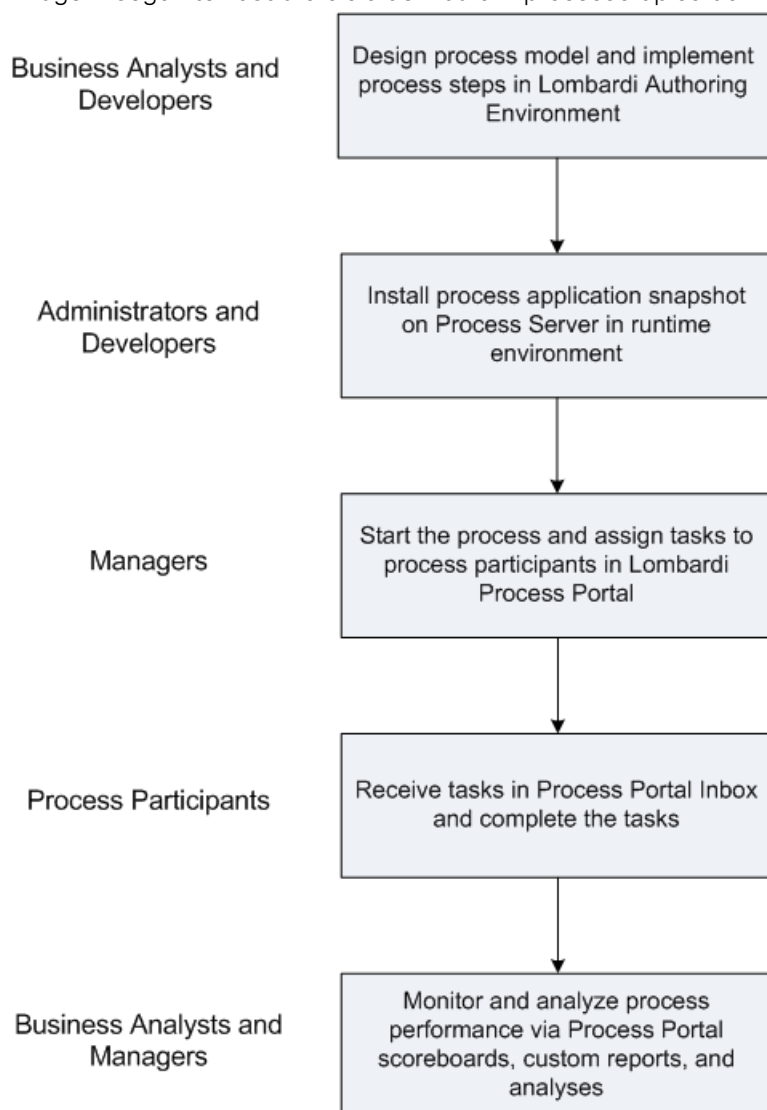 Business Analysts and
Developers
Design process model and implement
process steps in Lombardi Authoring
Environment
Administrators and
Developers
Install process application snapshot
on Process Server in runtime
environment
Managers
Start the process and assign tasks to
process participants in Lombardi
Process Portal
Process Participants
Receive tasks in Process Portal Inbox
and complete the tasks
Business Analysts and
Managers
Monitor and analyze process
performance via Process Portal
scoreboards, custom reports, and
analyses